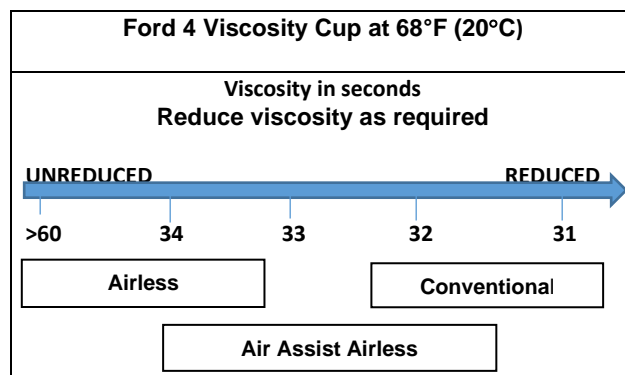 Ford 4 Viscosity Cup at 68°F (20°C)
Viscosity in seconds
Reduce viscosity as required
UNREDUCED REDUCED
>60 34 33 32 31
Airless Conventional
Air Assist Airless